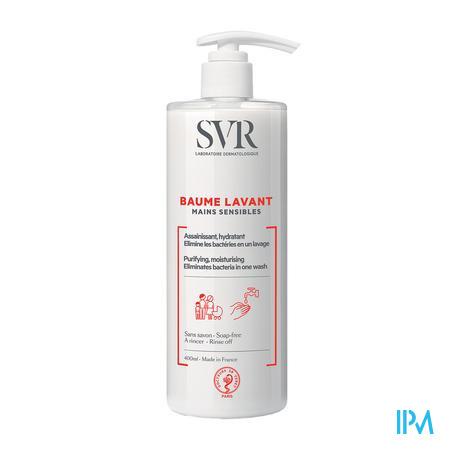 SVR
LABORATOIRE DERMATOLOGIQUE
BAUME LAVANT
MAINS SENSIBLES
Assainissant, hydratant
Elimine les bactéries en un lavage
Purifying, moisturising
Eliminates bacteria in one wash
Sans savon - Soap-free
A rincer - Rinse off
400ml - Made in France
PARIS
IPM